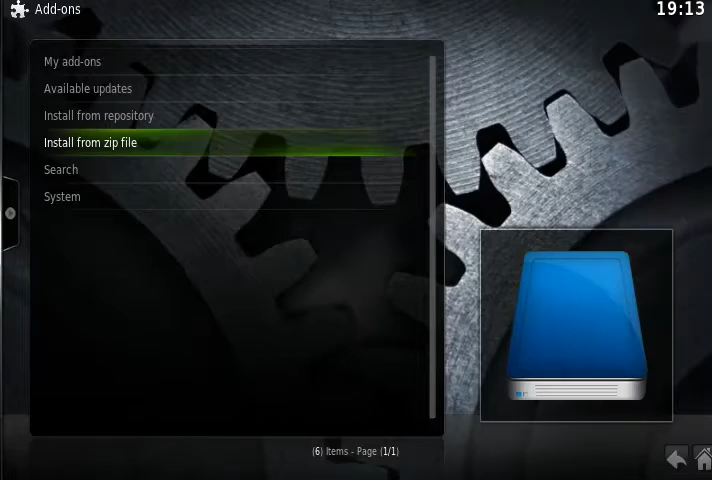 Add-ons
19:13
My add-ons
Available updates
Install from repository
Install from zip file
Search
System
(6) Items - Page (1/1)